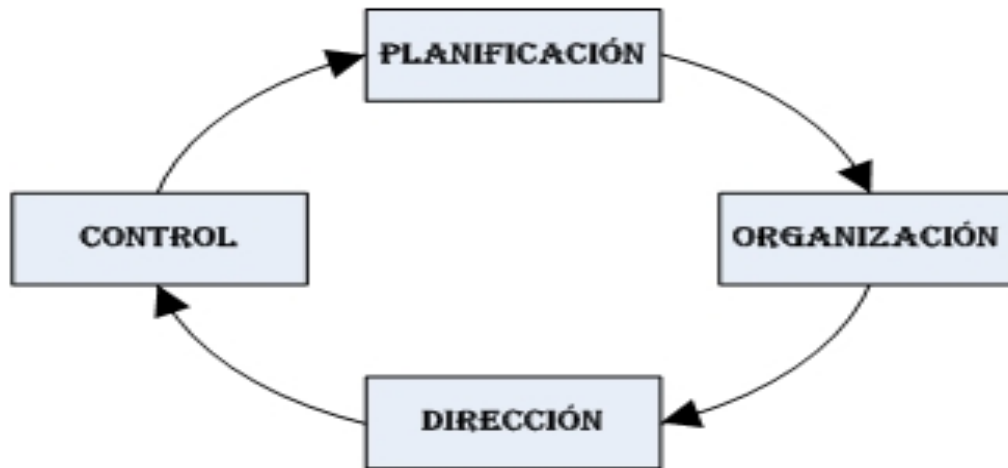 PLANIFICACIÓN
CONTROL
ORGANIZACIÓN
DIRECCIÓN